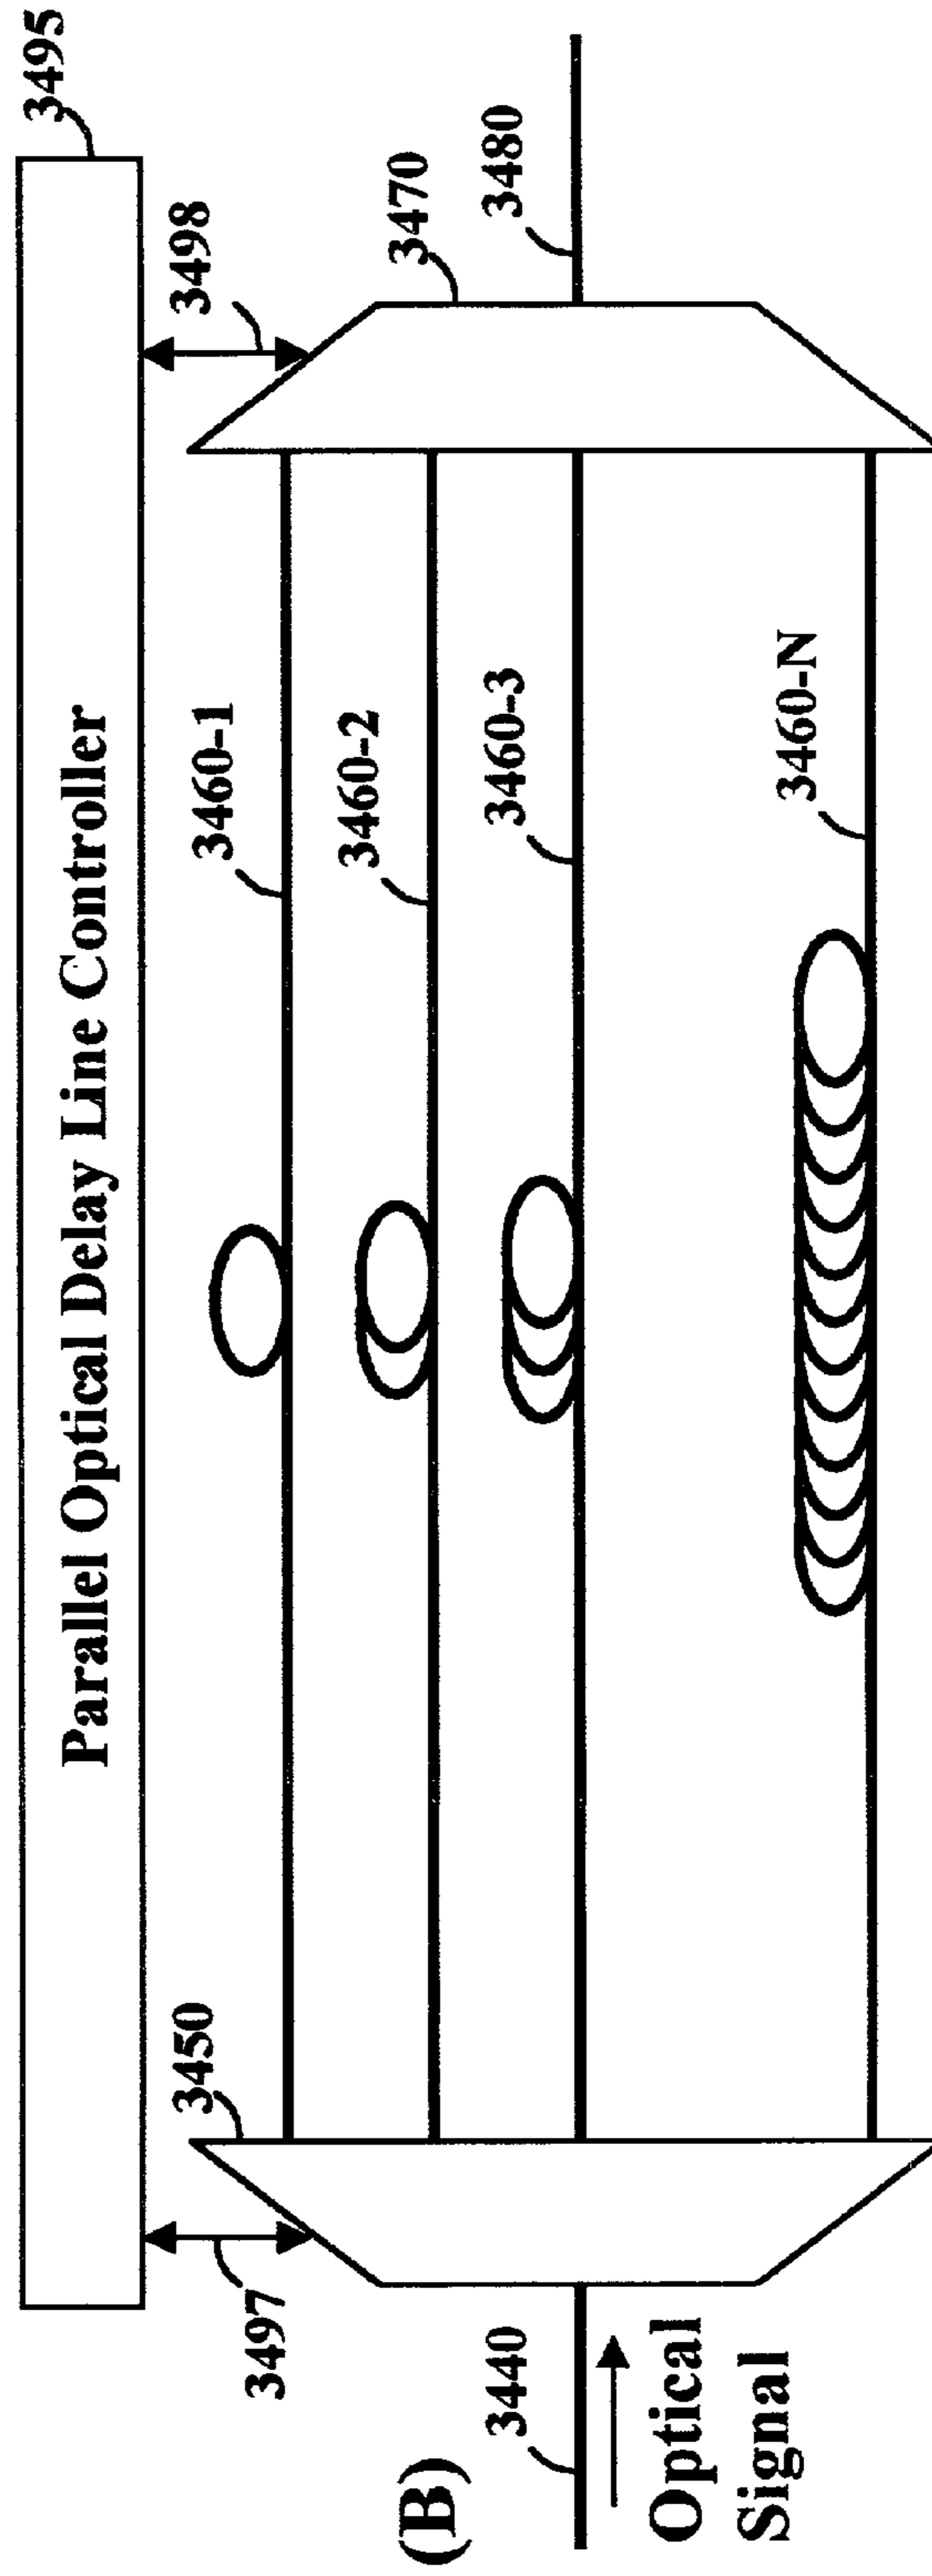 3495
Parallel Optical Delay Line Controller
3497
3450
3498
3470
3480
3460-1
3460-2
3460-3
3460-N
(B)
3440
Optical
Signal